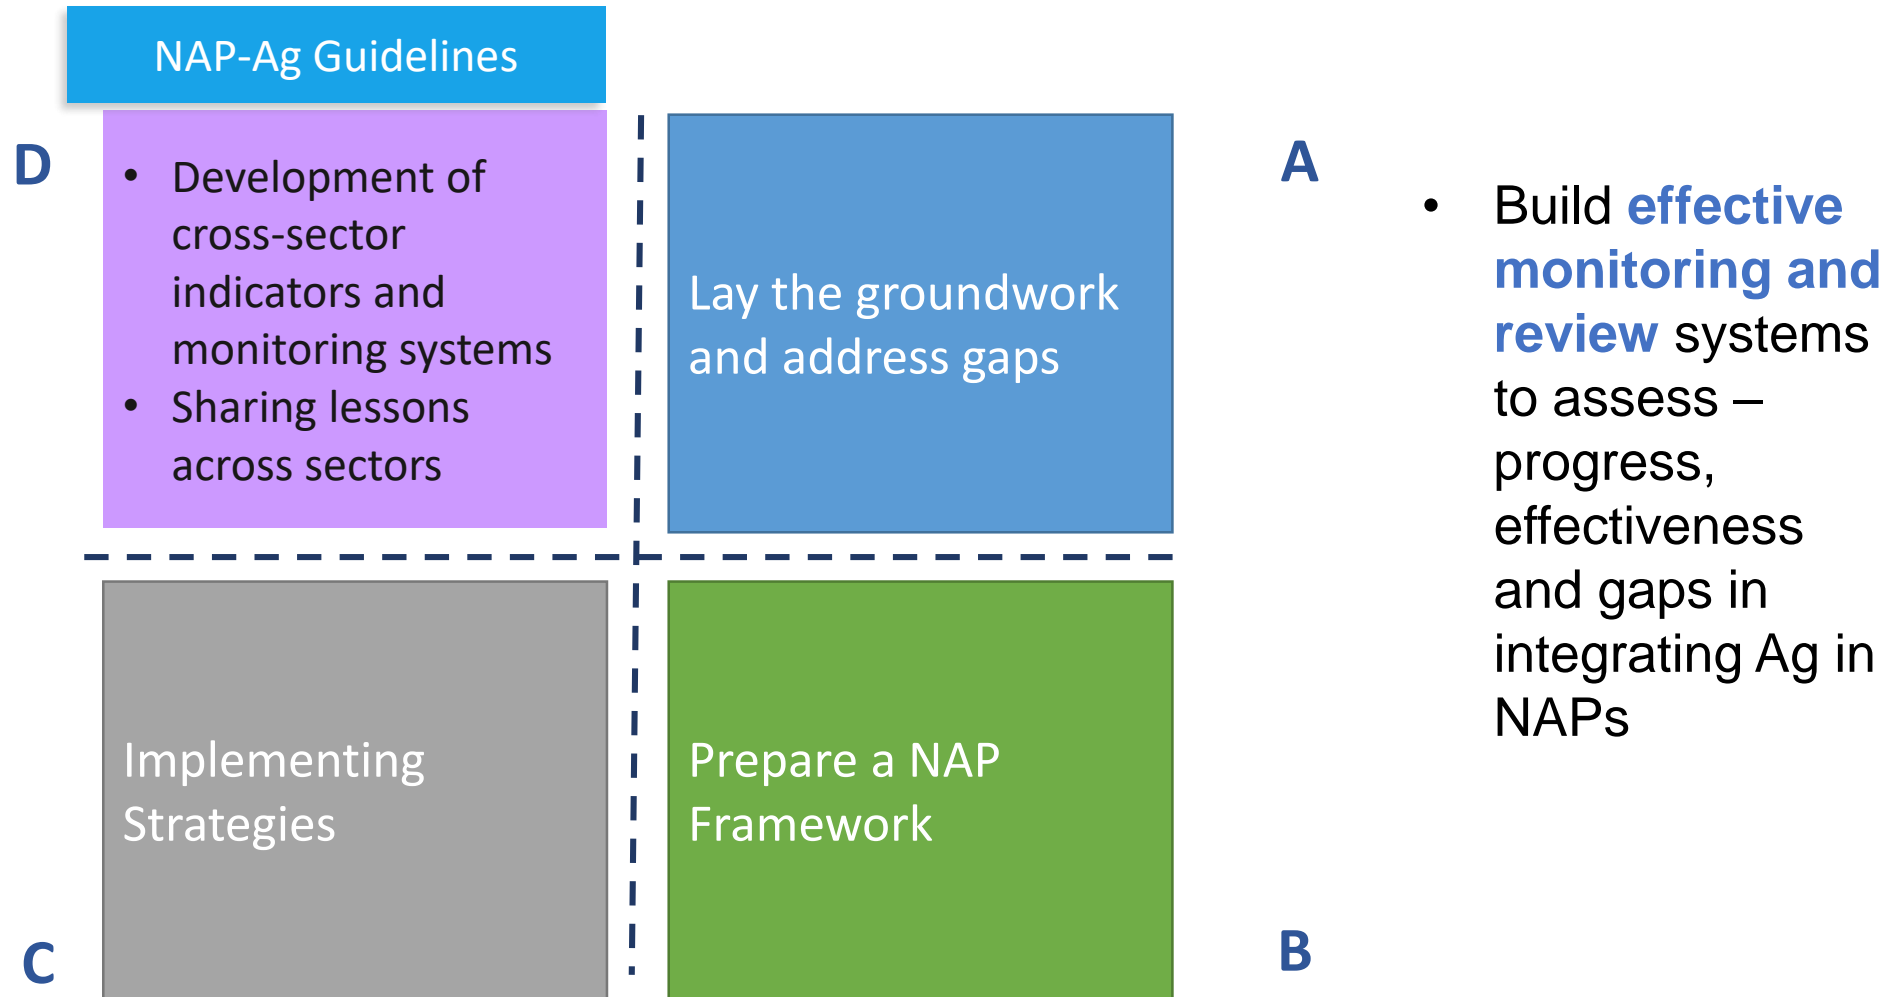 NAP-Ag Guidelines
D
• Development of
cross-sector
indicators and
monitoring systems
• Sharing lessons
across sectors
Lay the groundwork
and address gaps
A
Implementing
Strategies
C
Prepare a NAP
Framework
B
• Build effective
monitoring and
review systems
to assess –
progress,
effectiveness
and gaps in
integrating Ag in
NAPs